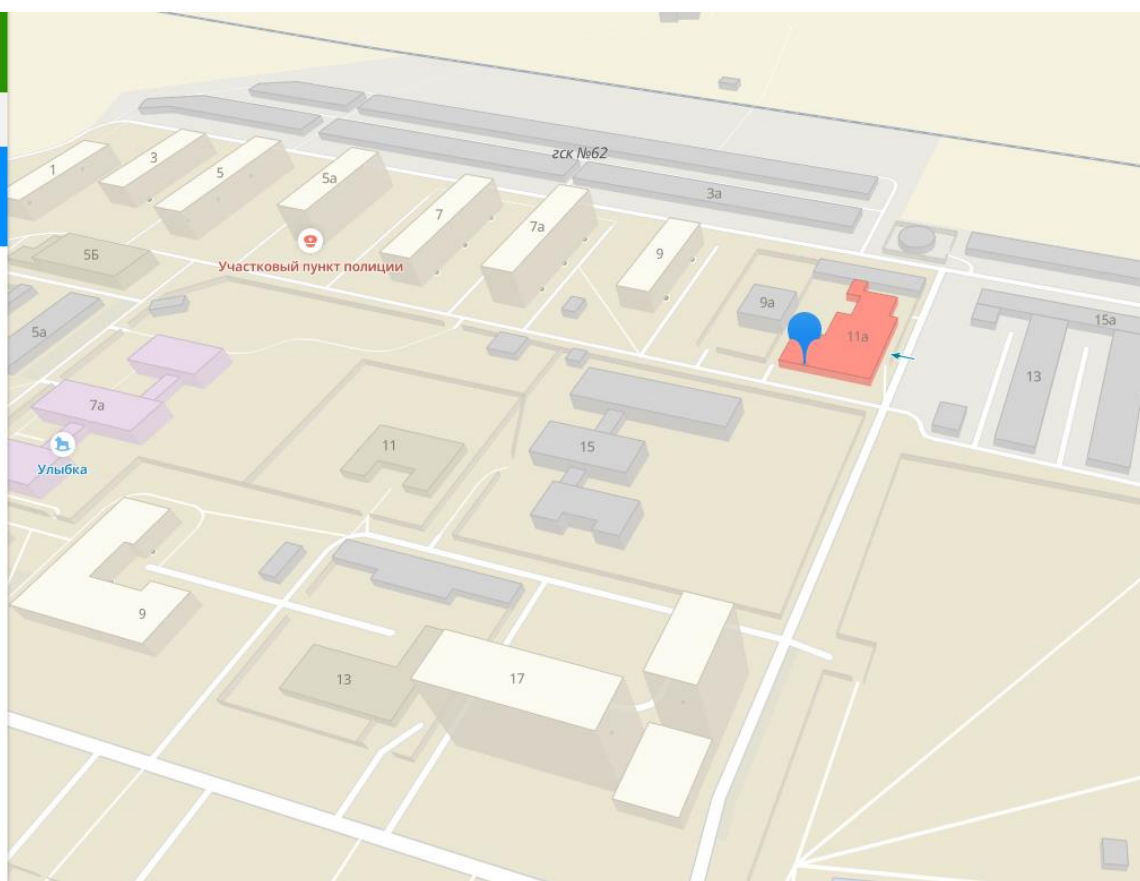 гск №62
1
3
5
5а
7
7а
9
3а
5Б
Участковый пункт полиции
9а
11а
15а
5а
13
7а
Улыбка
11
15
9
13
17